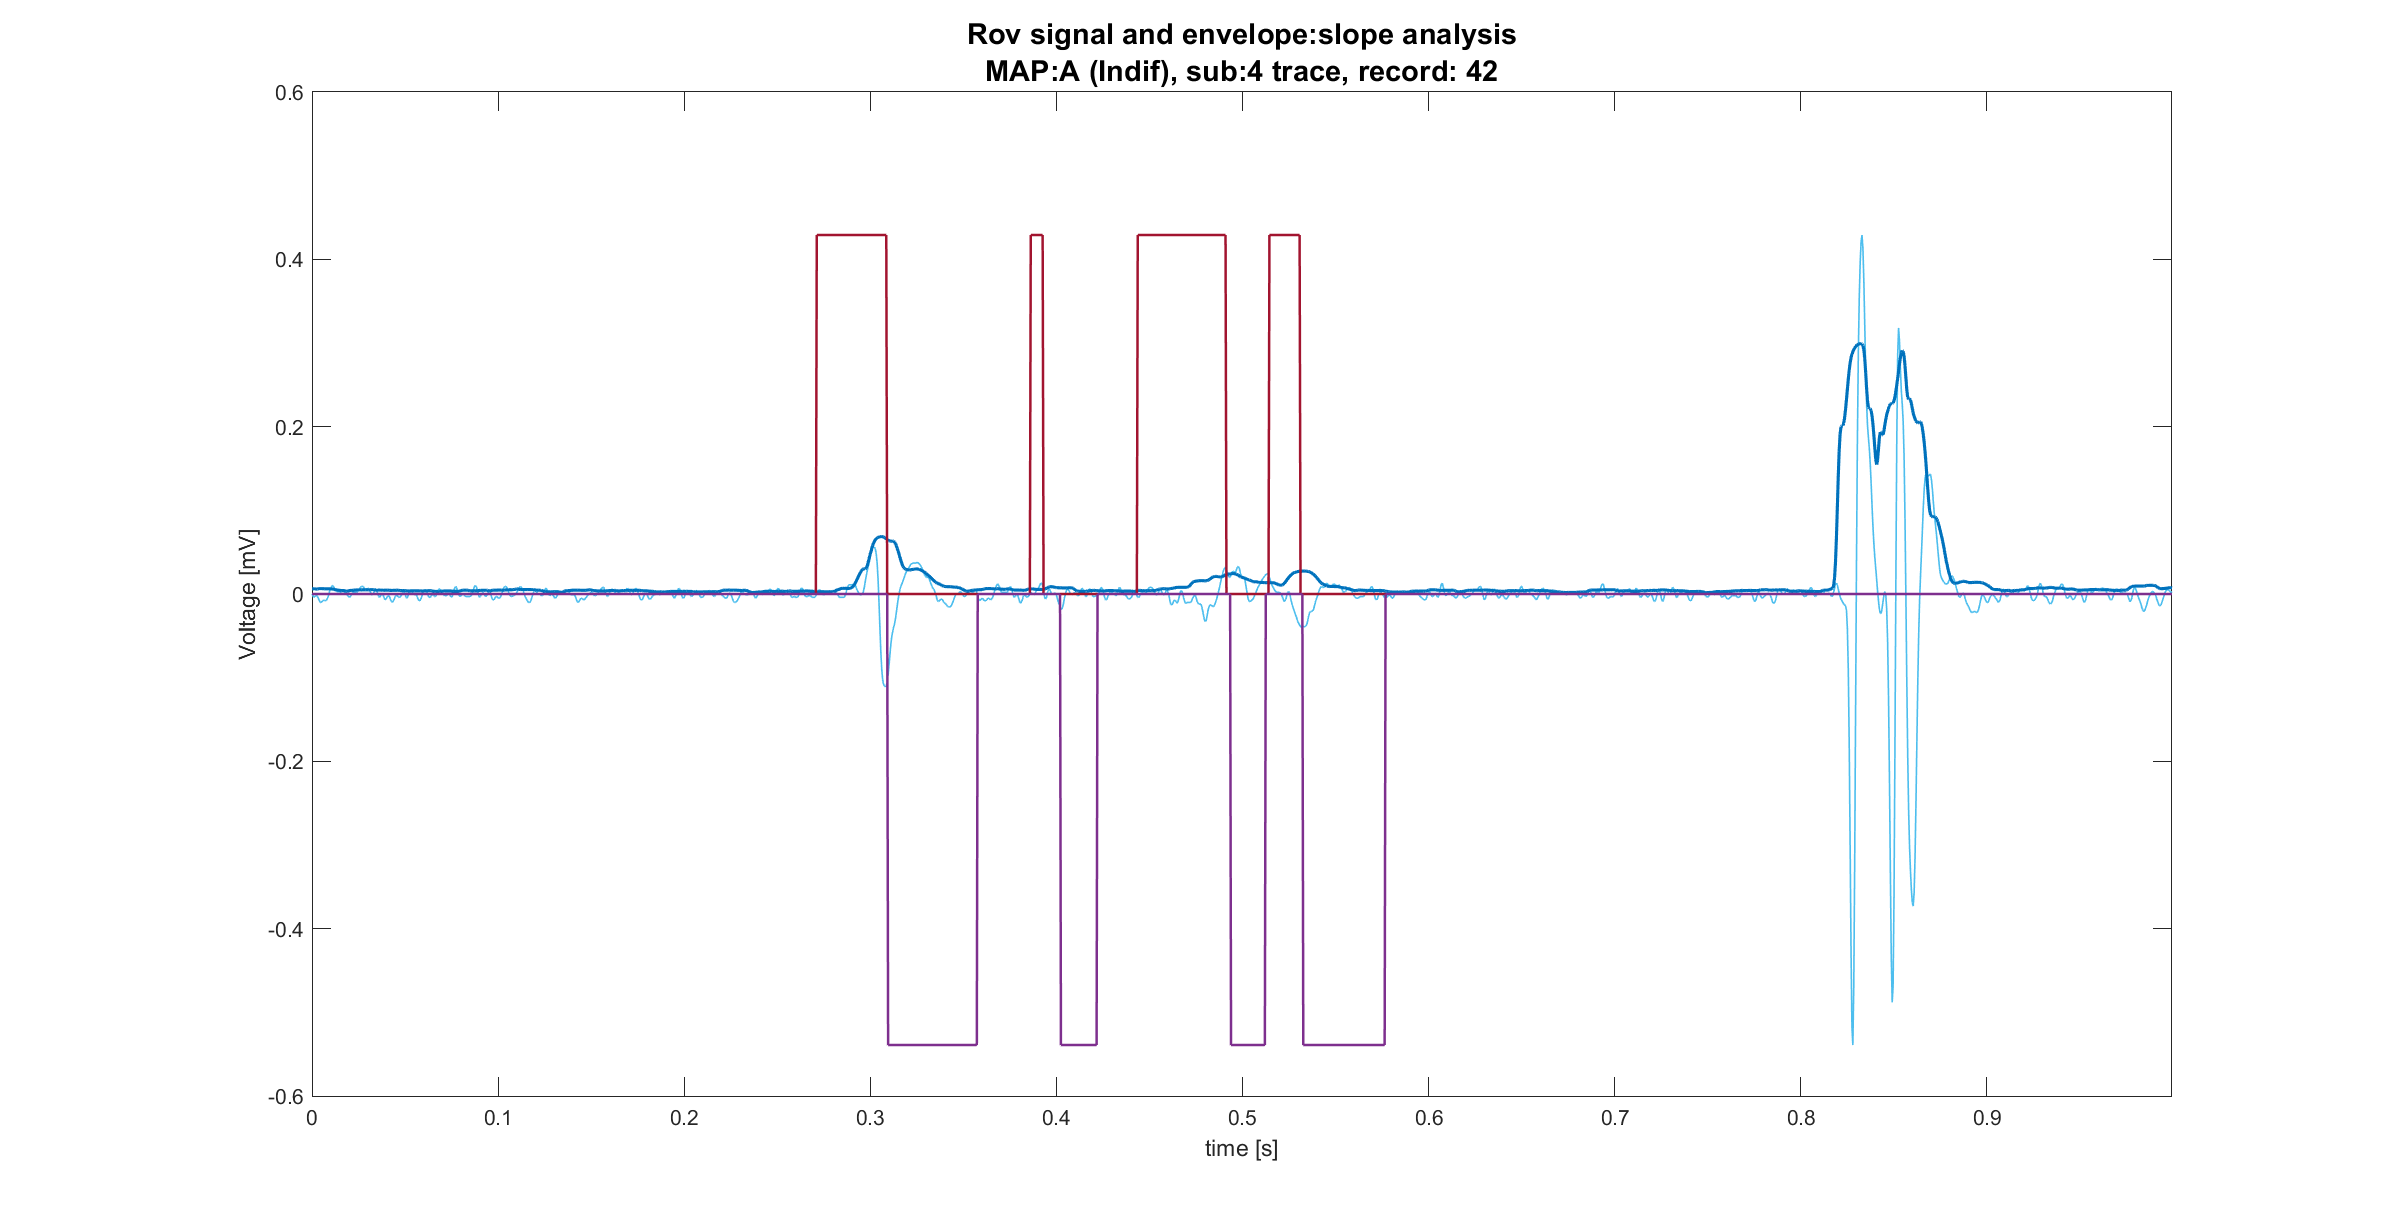 Rov signal and envelope:slope analysis
MAP:A (Indif), sub:4 trace, record: 42
0.6
0.4
0.2
0
-0.2
-0.4
-0.6
Voltage [mV]
0 0.1 0.2 0.3 0.4 0.5 0.6 0.7 0.8 0.9
time [s]